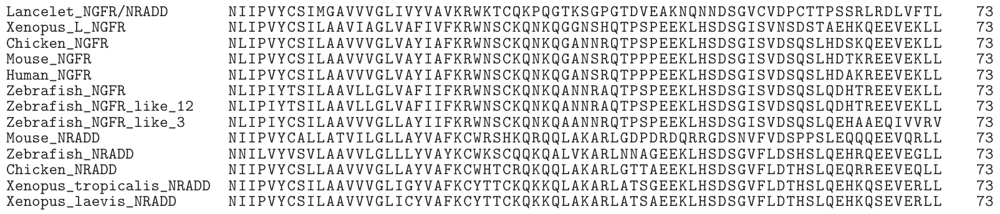 Lancelet_NGFR/NRADD NIIPVYCSIMGAVVVGLIVYVAVKRWKTCQKPQGTKSGPGTDVEAKNQNNDSGVCVDPCTTPSSRLRDLVFTL 73
Xenopus_L_NGFR NLIPVYCSILAAVIAGLVAFIVFKRWNSCKQNKQGGNSHQTPSPEEKLHSDSGISVNSDSTAEHKQEEVEKLL 73
Chicken_NGFR NLIPVYCSILAAVVVGLVAYIAFKRWNSCKQNKQGANNRQTPSPEEKLHSDSGISVDSQSLHDSKQEEVEKLL 73
Mouse_NGFR NLIPVYCSILAAVVVGLVAYIAFKRWNSCKQNKQGANSRQTPPPEEKLHSDSGISVDSQSLHDTKREEVEKLL 73
Human_NGFR NLIPVYCSILAAVVVGLVAYIAFKRWNSCKQNKQGANSRQTPPPEEKLHSDSGISVDSQSLHDAKREEVEKLL 73
Zebrafish_NGFR NLIPIYTSILAAVLLGLVAFIIFKRWNSCKQNKQANNRAQTPSPEEKLHSDSGISVDSQSLQDHTREEVEKLL 73
Zebrafish_NGFR_like_12 NLIPIYTSILAAVLLGLVAFIIFKRWNSCKQNKQANNRAQTPSPEEKLHSDSGISVDSQSLQDHTREEVEKLL 73
Zebrafish_NGFR_like_3 NLIPIYCSILAAVVVGLLAYIIFKRWNSCKQNKQAANNRQTPSPEEKLHSDSGISVDSQSLQEHAAEQIVVRV 73
Mouse_NRADD NIIPVYCALLATVILGLLAYVAFKCWRSHKQRQQLAKARLGDPDRDQRRGDSNVFVDSPPSLEQQQEEVQRLL 73
Zebrafish_NRADD NNILVYVSVLAAVVLGLLLYVAYKCWKSCQQKQALVKARLNNAGEEKLHSDSGVFLDSHSLQEHRQEEVEGLL 73
Chicken_NRADD NIIPVYCSLLAAVVVGLLAYVAFKCWHTCRQKQQLAKARLGTTAEEKLHSDSGVFLDTHSLQEQRREEVEQLL 73
Xenopus_tropicalis_NRADD NIIPVYCSILAAVVVGLIGYVAFKCYTTCKQKKQLAKARLATSGEEKLHSDSGVFLDTHSLQEHKQSEVERLL 73
Xenopus_laevis_NRADD NIIPVYCSILAAVVVGLICYVAFKCYTTCKQKKQLAKARLATSAEEKLHSDSGVFLDTHSLQEHKQSEVERLL 73